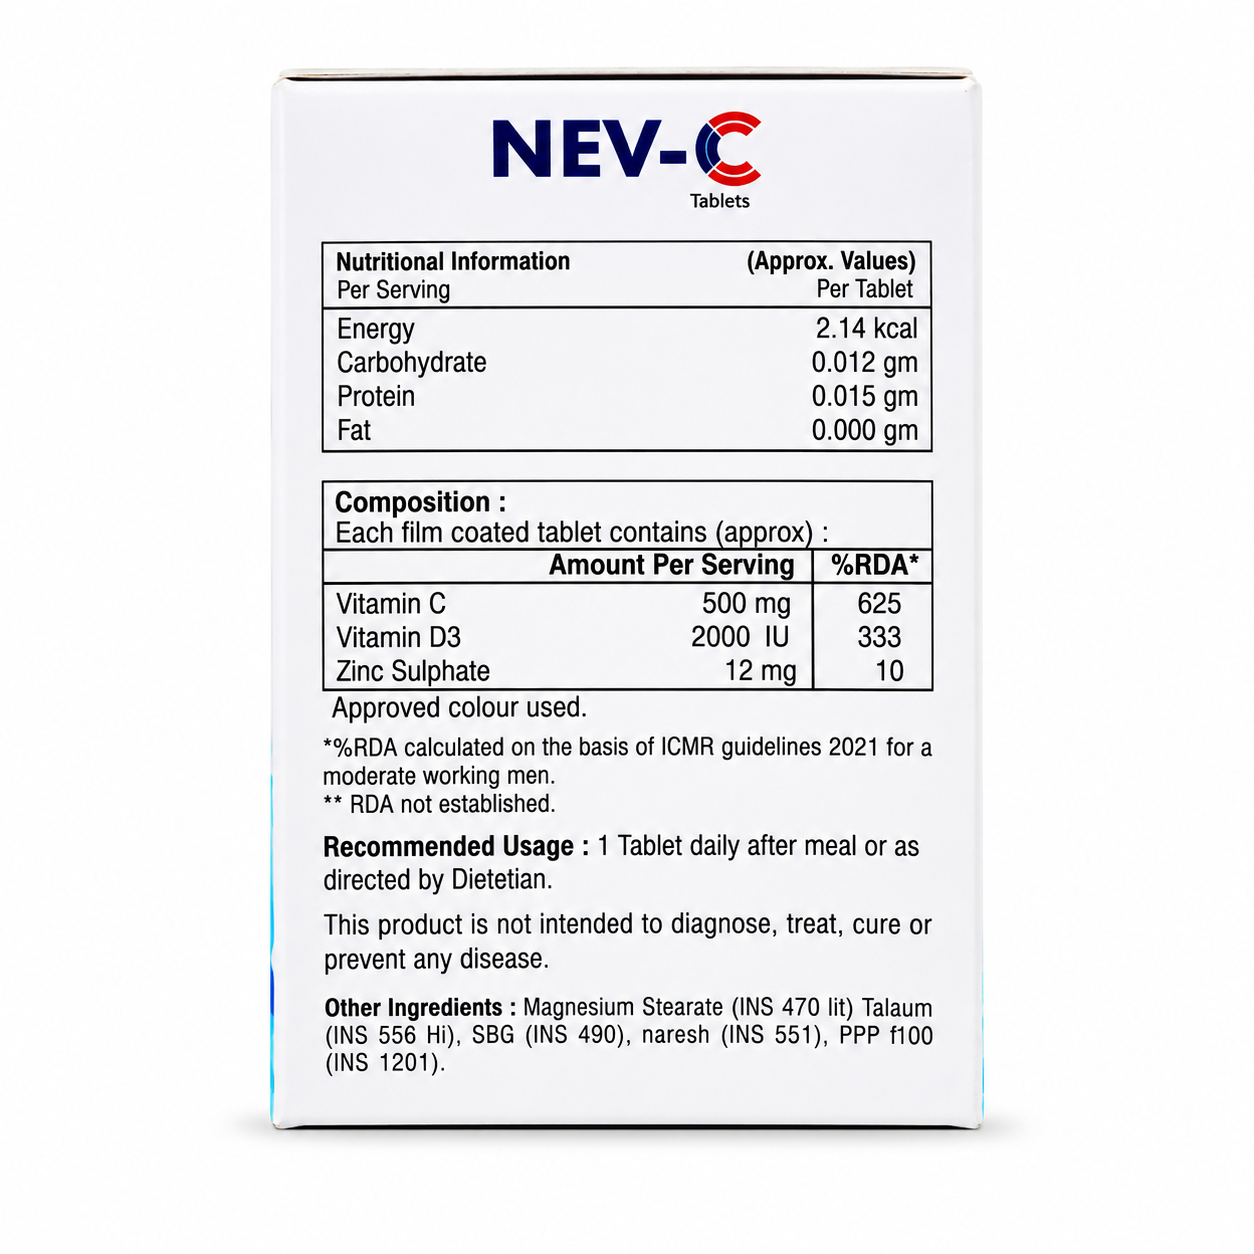 NEV-C
Tablets
Nutritional Information (Approx. Values)
Per Serving Per Tablet
Energy 2.14 kcal
Carbohydrate 0.012 gm
Protein 0.015 gm
Fat 0.000 gm
Composition :
Each film coated tablet contains (approx) :
Amount Per Serving %RDA*
Vitamin C 500 mg 625
Vitamin D3 2000 IU 333
Zinc Sulphate 12 mg 10
Approved colour used.
*%RDA calculated on the basis of ICMR guidelines 2021 for a
moderate working men.
** RDA not established.
Recommended Usage : 1 Tablet daily after meal or as
directed by Dietetian.
This product is not intended to diagnose, treat, cure or
prevent any disease.
Other Ingredients : Magnesium Stearate (INS 470 lit) Talaum
(INS 556 Hi), SBG (INS 490), naresh (INS 551), PPP f100
(INS 1201).